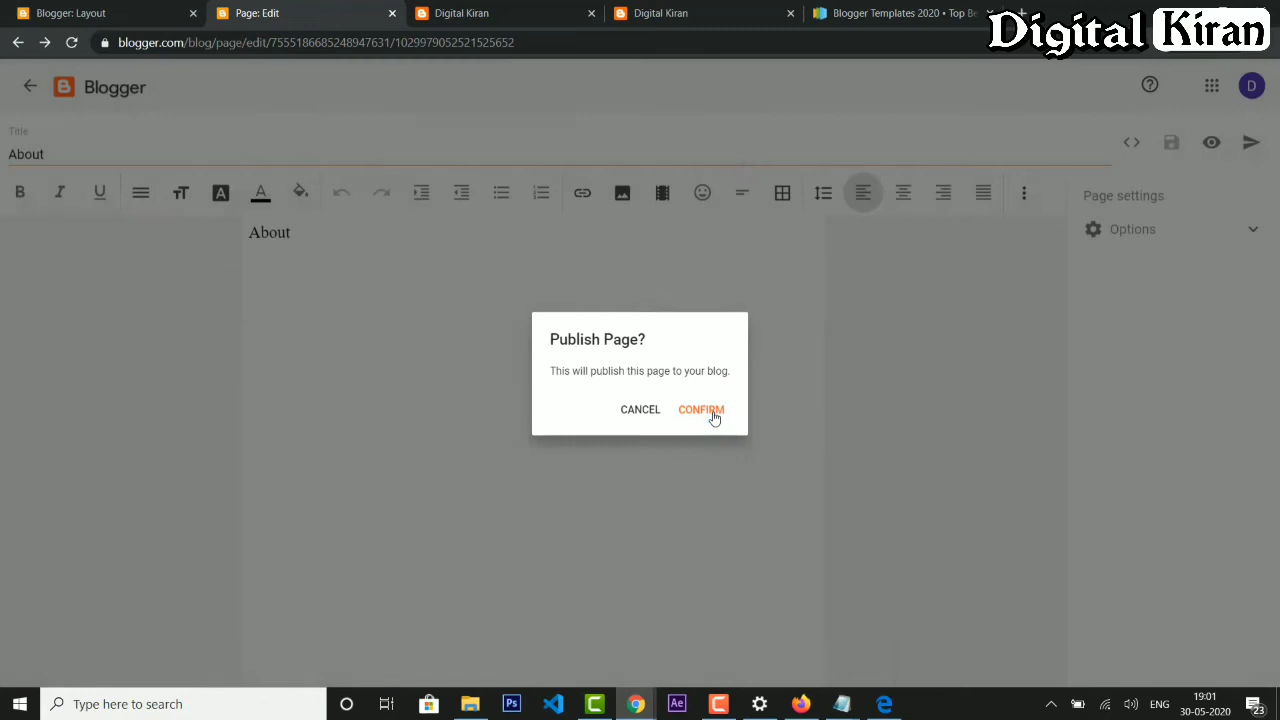 Blogger: Layout
Page: Edit
Digital Kiran
Digital Kiran
Blogger Templates 2020 • Top Be
Digital Kiran
blogger.com/blog/page/edit/7555186685248947631/1029979052521525652
Blogger
D
Title
About
B I U
A A
Page settings
Options
About
Publish Page?
This will publish this page to your blog.
CANCEL CONFIRM
Type here to search
Ps
Ae
ENG
19:01
30-05-2020
23